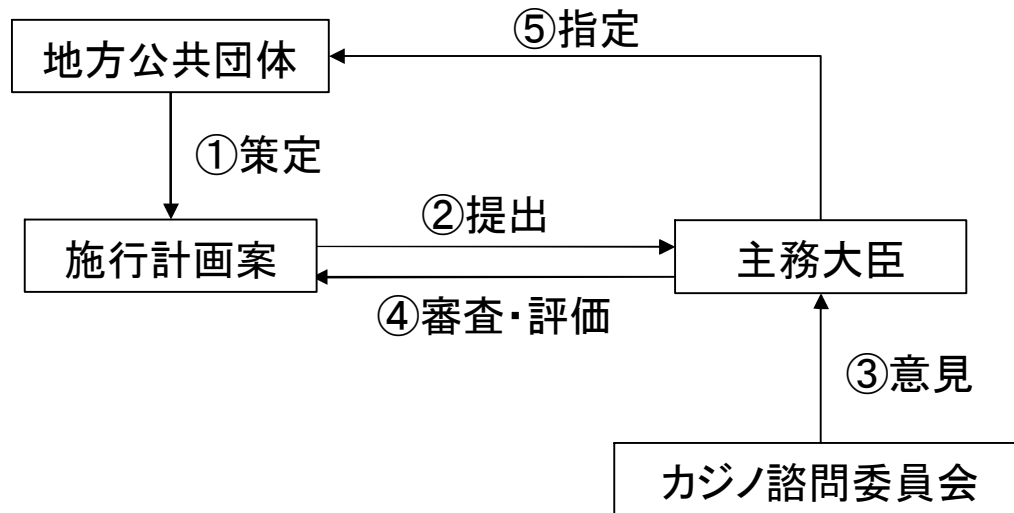 ⑤指定
地方公共団体
①策定
②提出
施行計画案
主務大臣
④審査・評価
③意見
カジノ諮問委員会